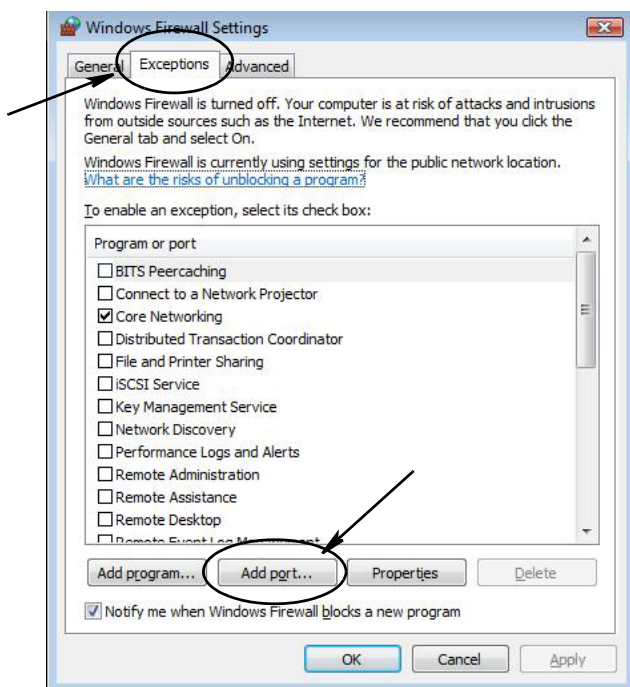 Windows Firewall Settings
General Exceptions Advanced
Windows Firewall is turned off. Your computer is at risk of attacks and intrusions
from outside sources such as the Internet. We recommend that you click the
General tab and select On.
Windows Firewall is currently using settings for the public network location.
What are the risks of unblocking a program?
To enable an exception, select its check box:
Program or port
BITS Peercaching
Connect to a Network Projector
Core Networking
Distributed Transaction Coordinator
File and Printer Sharing
iSCSI Service
Key Management Service
Network Discovery
Performance Logs and Alerts
Remote Administration
Remote Assistance
Remote Desktop
Remote Event Log Management
Add program... Add port... Properties Delete
Notify me when Windows Firewall blocks a new program
OK Cancel Apply